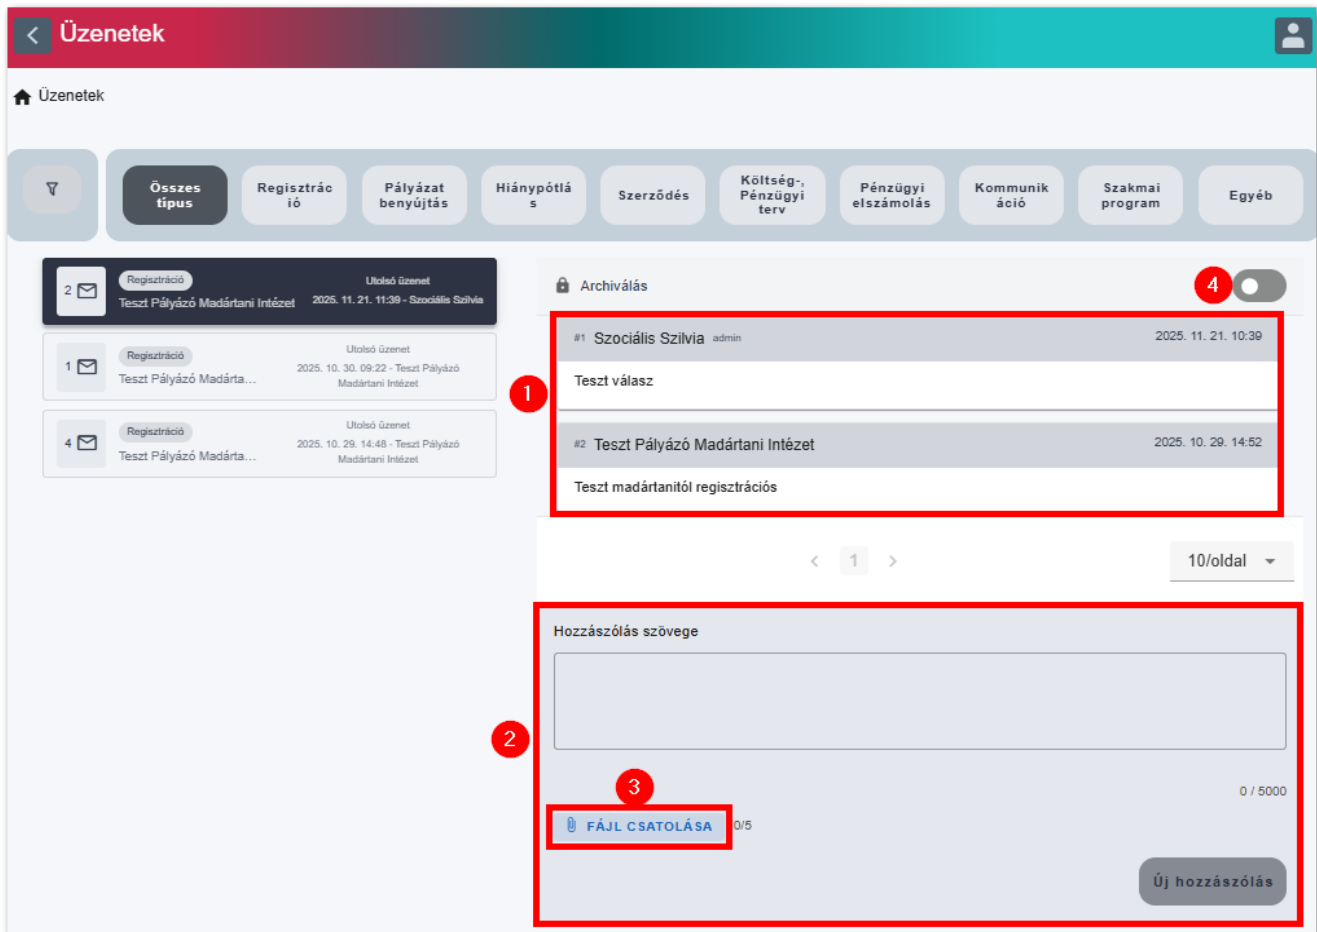 Üzenetek
Üzenetek
Összes
típus
Regisztrác
ió
Pályázat
benyújtás
Hiánypótlá
s
Szerződés
Költség-,
Pénzügyi
terv
Pénzügyi
elszámolás
Kommunik
áció
Szakmai
program
Egyéb
2
Regisztráció
Teszt Pályázó Madártani Intézet
Utolsó üzenet
2025. 11. 21. 11:39 - Szociális Szilvia
1
Regisztráció
Teszt Pályázó Madárta...
Utolsó üzenet
2025. 10. 30. 09:22 - Teszt Pályázó
Madártani Intézet
4
Regisztráció
Teszt Pályázó Madárta...
Utolsó üzenet
2025. 10. 29. 14:48 - Teszt Pályázó
Madártani Intézet
Archiválás
4
1
#1 Szociális Szilvia admin 2025. 11. 21. 10:39
Teszt válasz
#2 Teszt Pályázó Madártani Intézet 2025. 10. 29. 14:52
Teszt madártanitól regisztrációs
< 1 > 10/oldal
2
Hozzászólás szövege
0 / 5000
3
FÁJL CSATOLÁSA 0/5
Új hozzászólás